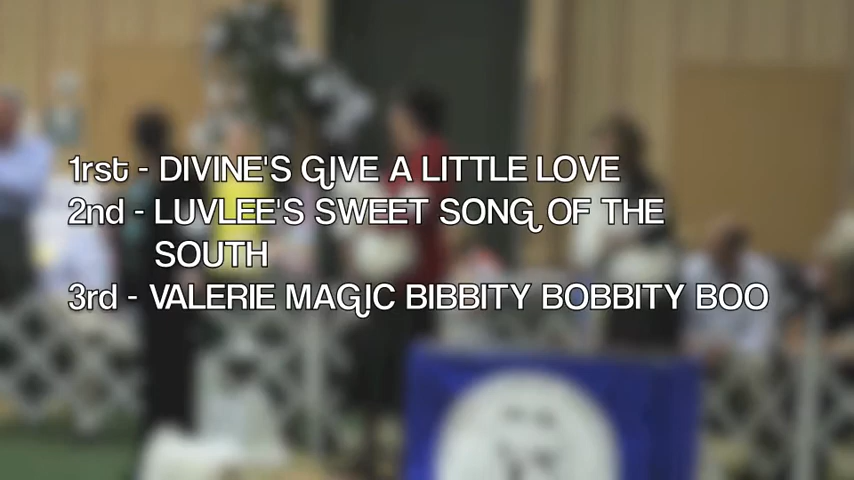 1rst - DIVINE'S GIVE A LITTLE LOVE
2nd - LUVLEE'S SWEET SONG OF THE
SOUTH
3rd - VALERIE MAGIC BIBBITY BOBBITY BOO